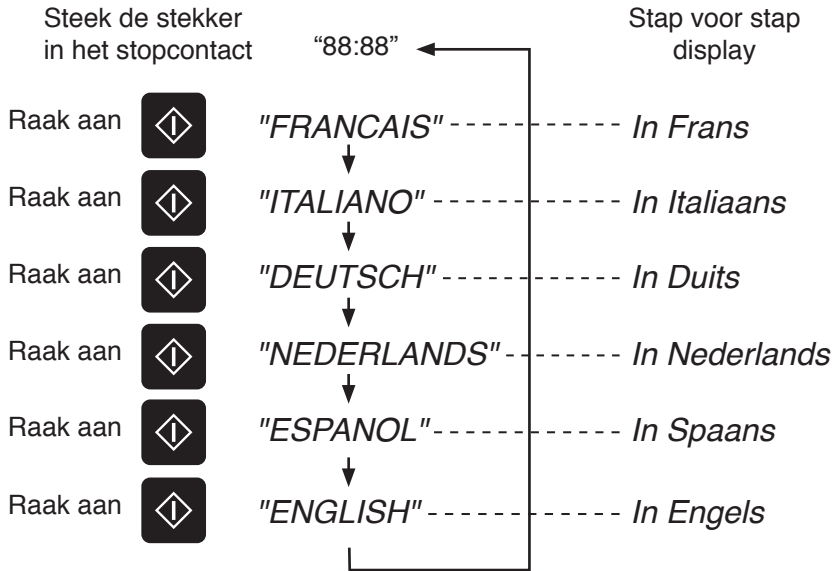 Steek de stekker
in het stopcontact
“88:88”
Stap voor stap
display
Raak aan "FRANCAIS" In Frans
Raak aan "ITALIANO" In Italiaans
Raak aan "DEUTSCH" In Duits
Raak aan "NEDERLANDS" In Nederlands
Raak aan "ESPANOL" In Spaans
Raak aan "ENGLISH" In Engels